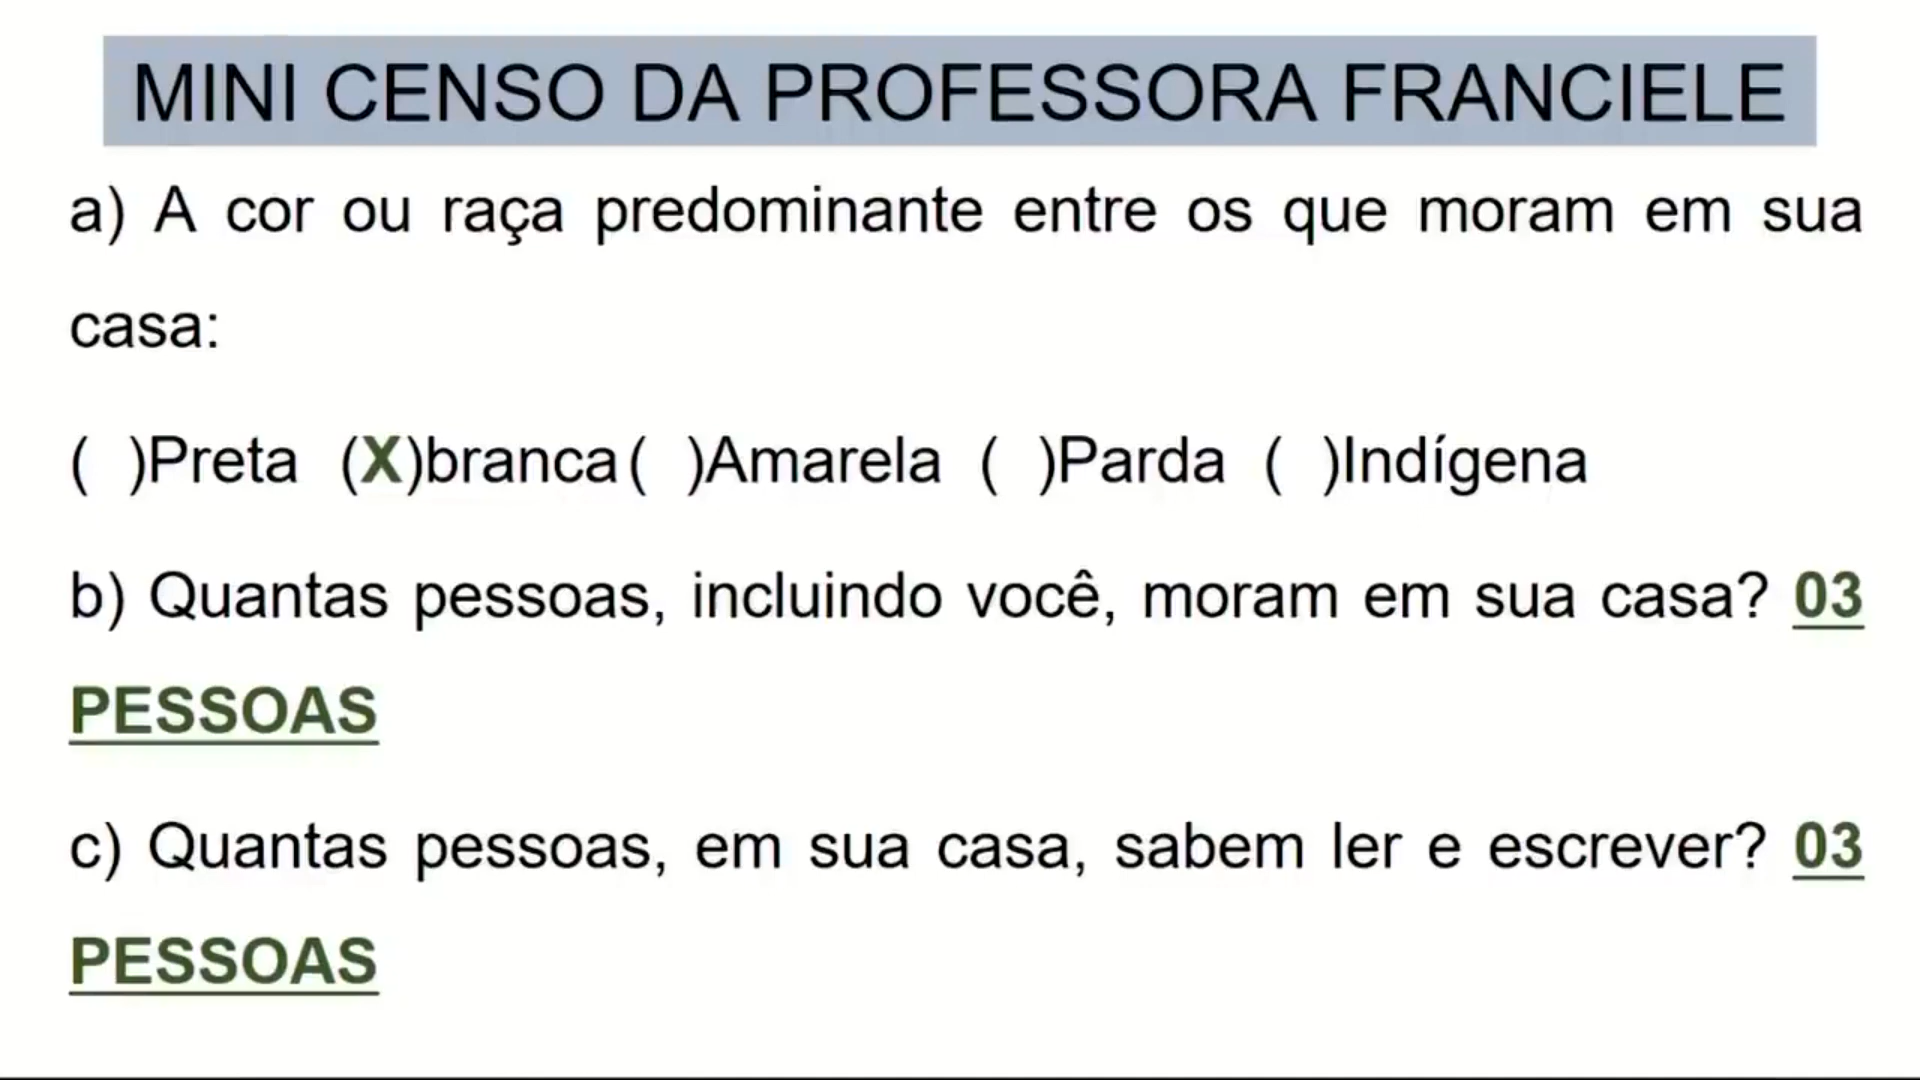 MINI CENSO DA PROFESSORA FRANCIELE
a) A cor ou raça predominante entre os que moram em sua
casa:
( )Preta (X)branca ( )Amarela ( )Parda ( )Indígena
b) Quantas pessoas, incluindo você, moram em sua casa? 03
PESSOAS
c) Quantas pessoas, em sua casa, sabem ler e escrever? 03
PESSOAS